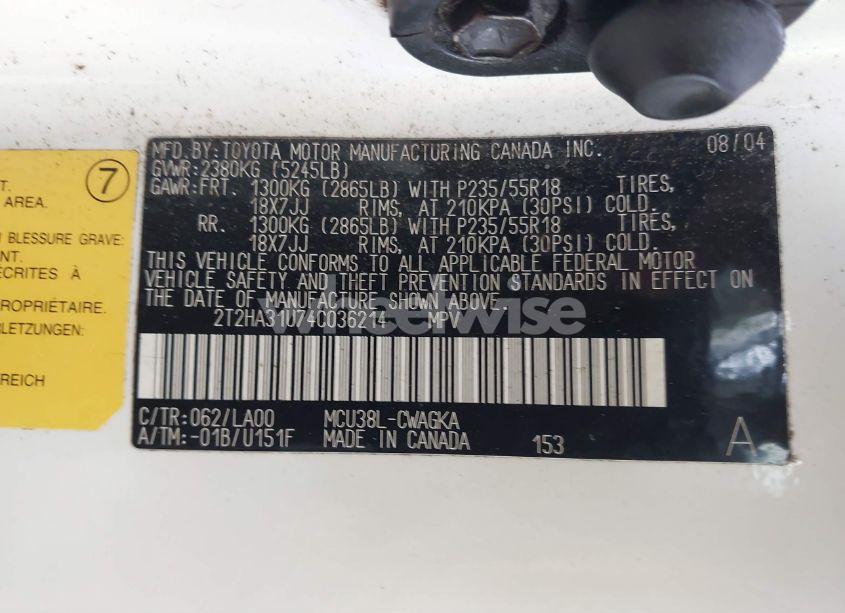 T.
AREA.
N BLESSURE GRAVE:
NT.
ÉCRITES À
ROPRIÉTAIRE.
RLETZUNGEN:
REICH
7
MFD. BY: TOYOTA MOTOR MANUFACTURING CANADA INC. 08/04
GVWR: 2380KG (5245LB)
GAWR: FRT. 1300KG (2865LB) WITH P235/55R18 TIRES,
18X7JJ RIMS, AT 210KPA (30PSI) COLD.
RR. 1300KG (2865LB) WITH P235/55R18 TIRES,
18X7JJ RIMS, AT 210KPA (30PSI) COLD.
THIS VEHICLE CONFORMS TO ALL APPLICABLE FEDERAL MOTOR
VEHICLE SAFETY AND THEFT PREVENTION STANDARDS IN EFFECT ON
THE DATE OF MANUFACTURE SHOWN ABOVE.
2T2HA31U74C036214 MPV
wheelwise
C/TR: 062/LA00 MCU38L-CWAGKA
A/TM: -01B/U151F MADE IN CANADA 153 A